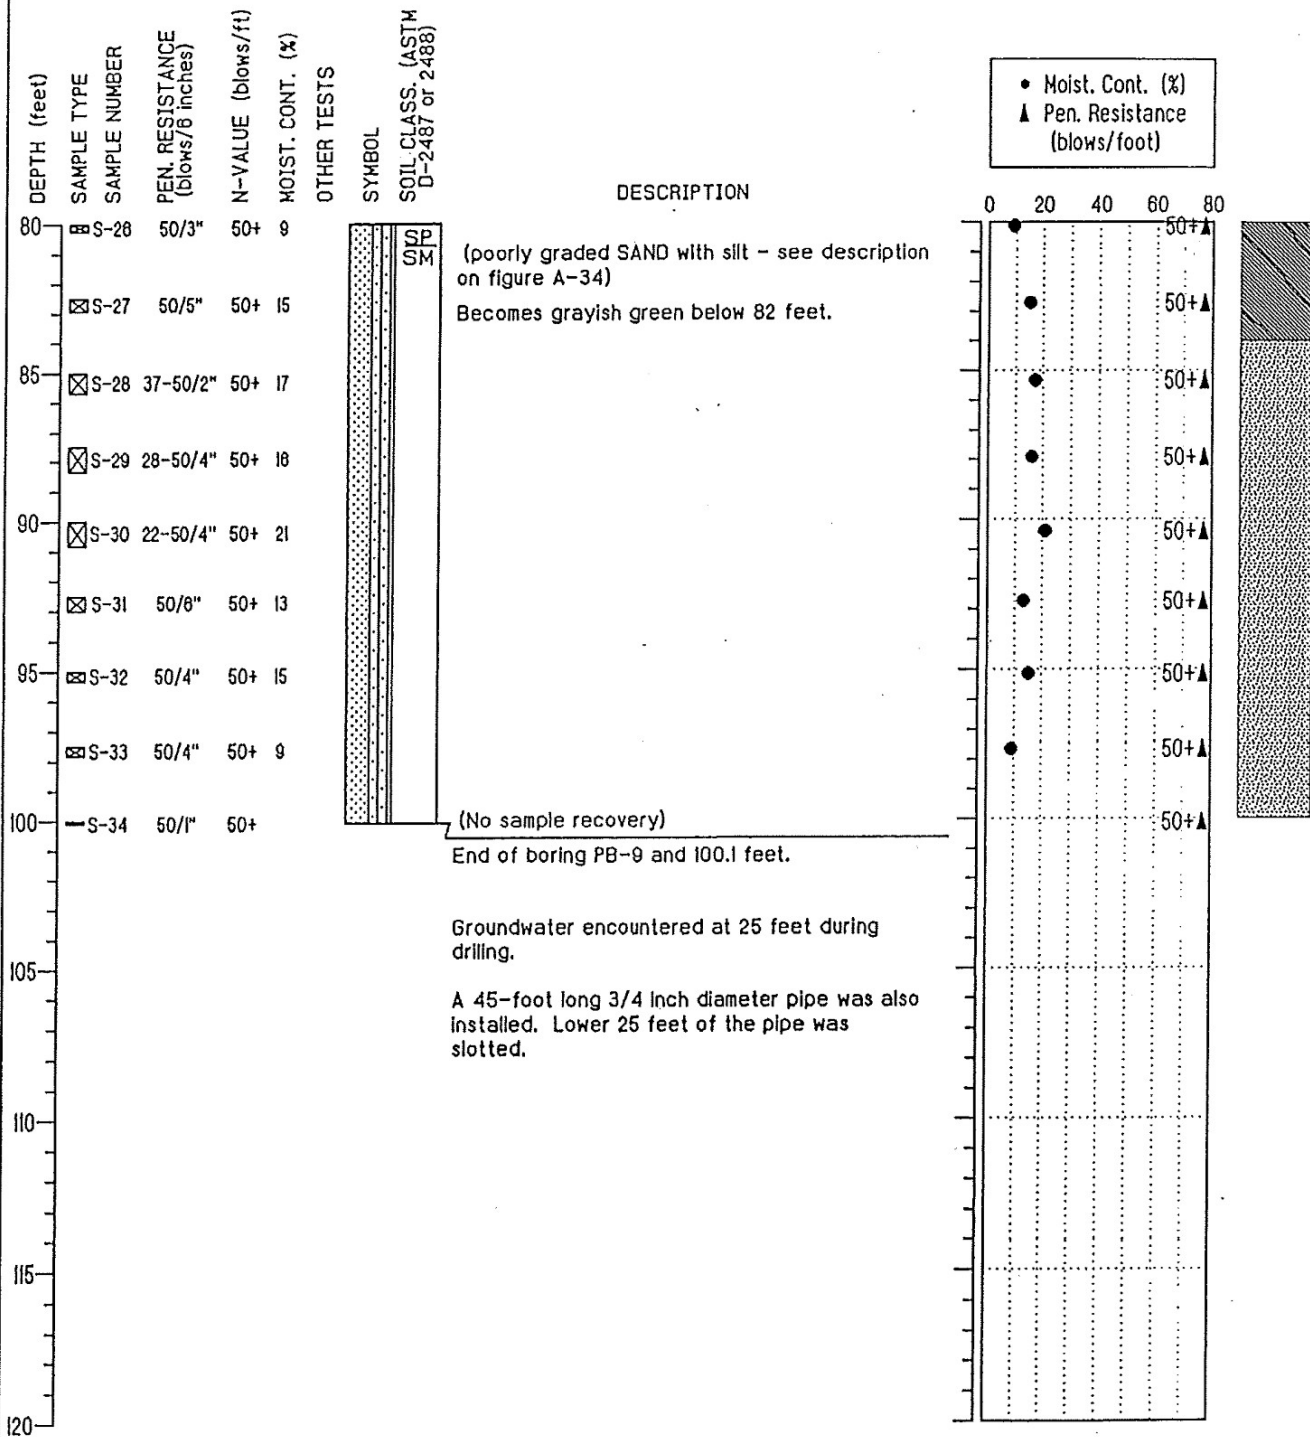 DEPTH (feet)
SAMPLE TYPE
SAMPLE NUMBER
PEN. RESISTANCE
(blows/6 inches)
N-VALUE (blows/ft)
MOIST. CONT. (%)
OTHER TESTS
SYMBOL
SOIL CLASS. (ASTM
D-2487 or 2488)
DESCRIPTION
● Moist. Cont. (%)
▲ Pen. Resistance
(blows/foot)
0 20 40 60 80
80 S-26 50/3" 50+ 9 50+
SP
SM
(poorly graded SAND with silt - see description
on figure A-34)
S-27 50/5" 50+ 15 50+
Becomes grayish green below 82 feet.
85 S-28 37-50/2" 50+ 17 50+
S-29 28-50/4" 50+ 16 50+
90 S-30 22-50/4" 50+ 21 50+
S-31 50/6" 50+ 13 50+
95 S-32 50/4" 50+ 15 50+
S-33 50/4" 50+ 9 50+
100 S-34 50/1" 50+ 50+
(No sample recovery)
End of boring PB-9 and 100.1 feet.
Groundwater encountered at 25 feet during
drilling.
105
A 45-foot long 3/4 inch diameter pipe was also
installed. Lower 25 feet of the pipe was
slotted.
110
115
120